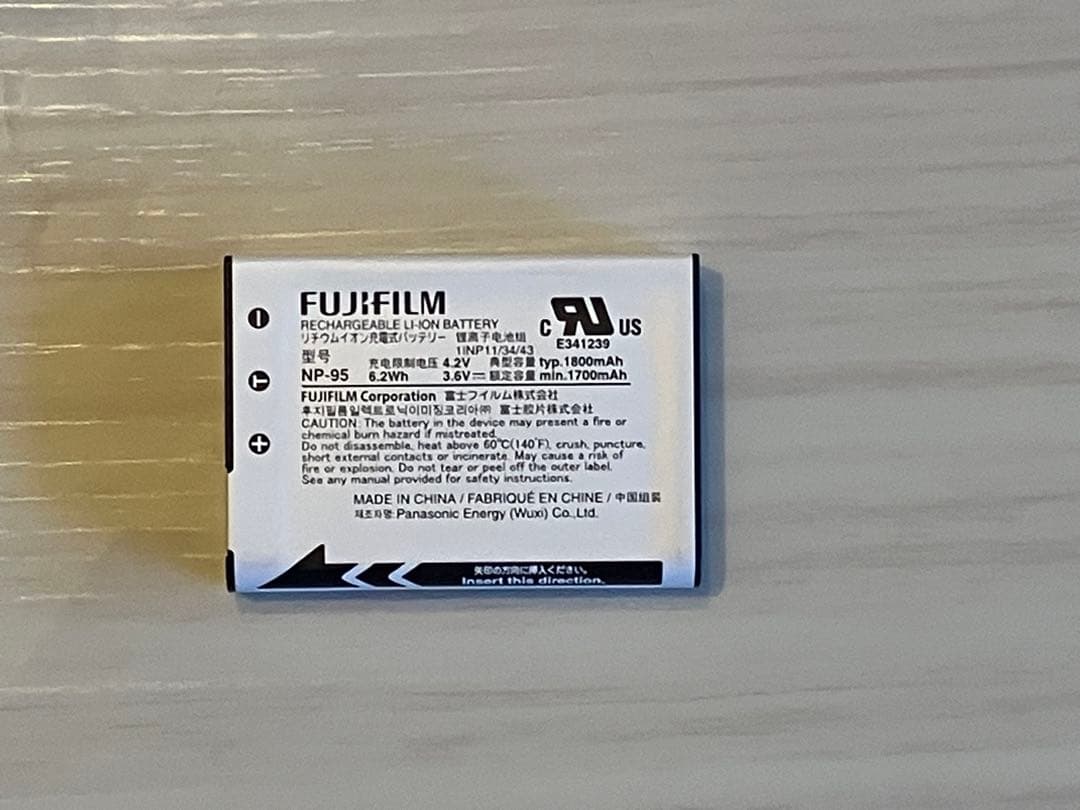 FUJIFILM
RECHARGEABLE LI-ION BATTERY
リチウムイオン充電式バッテリー 锂离子电池组
1INP11/34/43
C RU US
E341239
型号 充电限制电压 4.2V 典型容量 typ.1800mAh
NP-95 6.2Wh 3.6V⎓ 额定容量 min.1700mAh
FUJIFILM Corporation 富士フイルム株式会社
후지필름일렉트로닉이미징코리아㈜ 富士胶片株式会社
CAUTION: The battery in the device may present a fire or
chemical burn hazard if mistreated.
Do not disassemble, heat above 60℃(140℉), crush, puncture,
short external contacts or incinerate. May cause a risk of
fire or explosion. Do not tear or peel off the outer label.
See any manual provided for safety instructions.
MADE IN CHINA / FABRIQUÉ EN CHINE / 中国组装
제조자명:Panasonic Energy (Wuxi) Co.,Ltd.
矢印の方向に挿入ください。
Insert this direction.
−
T
+